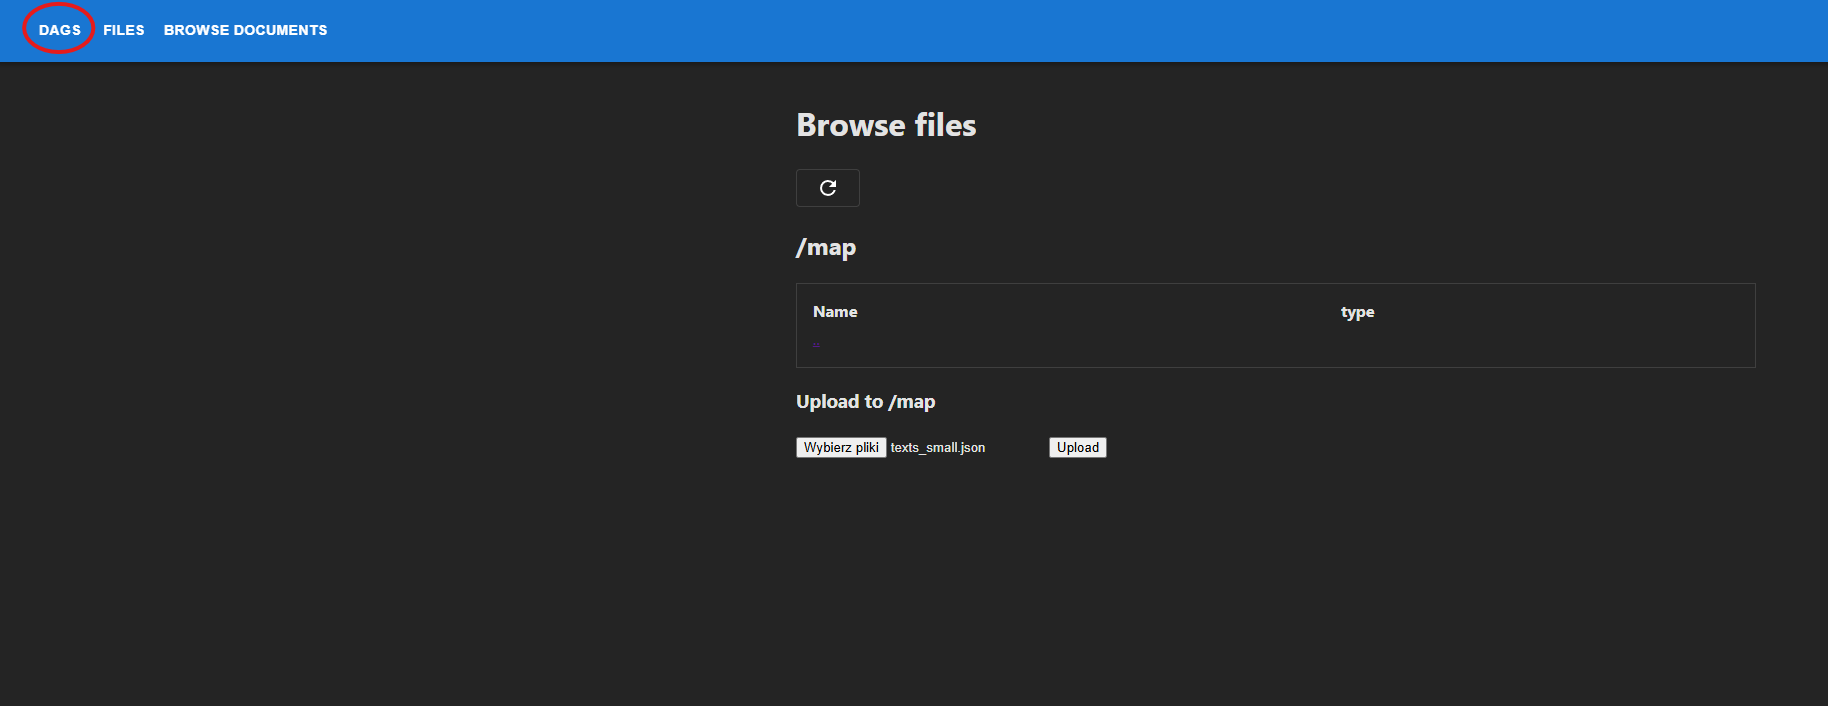 DAGS FILES BROWSE DOCUMENTS
Browse files
/map
Name type
..
Upload to /map
Wybierz pliki texts_small.json Upload